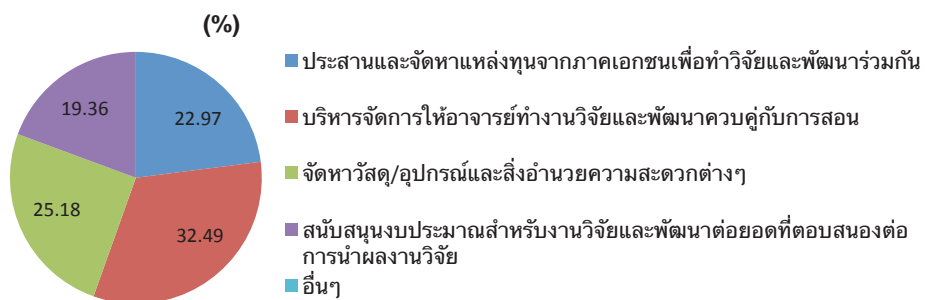 (%)
19.36
22.97
25.18
32.49
ประสานและจัดหาแหล่งทุนจากภาคเอกชนเพื่อทำวิจัยและพัฒนาร่วมกัน
บริหารจัดการให้อาจารย์ทำงานวิจัยและพัฒนาควบคู่กับการสอน
จัดหาวัสดุ/อุปกรณ์และสิ่งอำนวยความสะดวกต่างๆ
สนับสนุนงบประมาณสำหรับงานวิจัยและพัฒนาต่อยอดที่ตอบสนองต่อ
การนำผลงานวิจัย
อื่นๆ